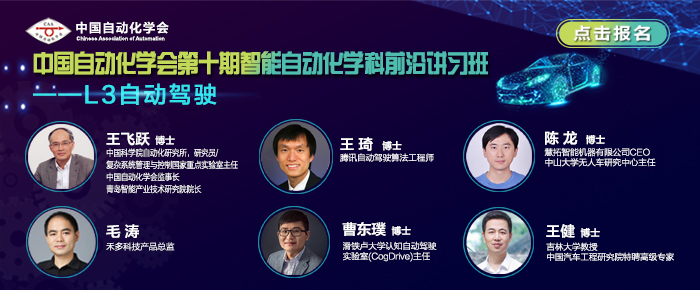 CAA
中国自动化学会
Chinese Association of Automation
点击报名
中国自动化学会第十期智能自动化学科前沿讲习班
——L3自动驾驶
王飞跃 博士
中国科学院自动化研究所，研究员/
复杂系统管理与控制国家重点实验室主任
中国自动化学会监事长
青岛智能产业技术研究院院长
王琦 博士
腾讯自动驾驶算法工程师
陈龙 博士
慧拓智能机器有限公司CEO
中山大学无人车研究中心主任
毛涛
禾多科技产品总监
曹东璞 博士
滑铁卢大学认知自动驾驶
实验室(CogDrive)主任
王健 博士
吉林大学教授
中国汽车工程研究院特聘高级专家